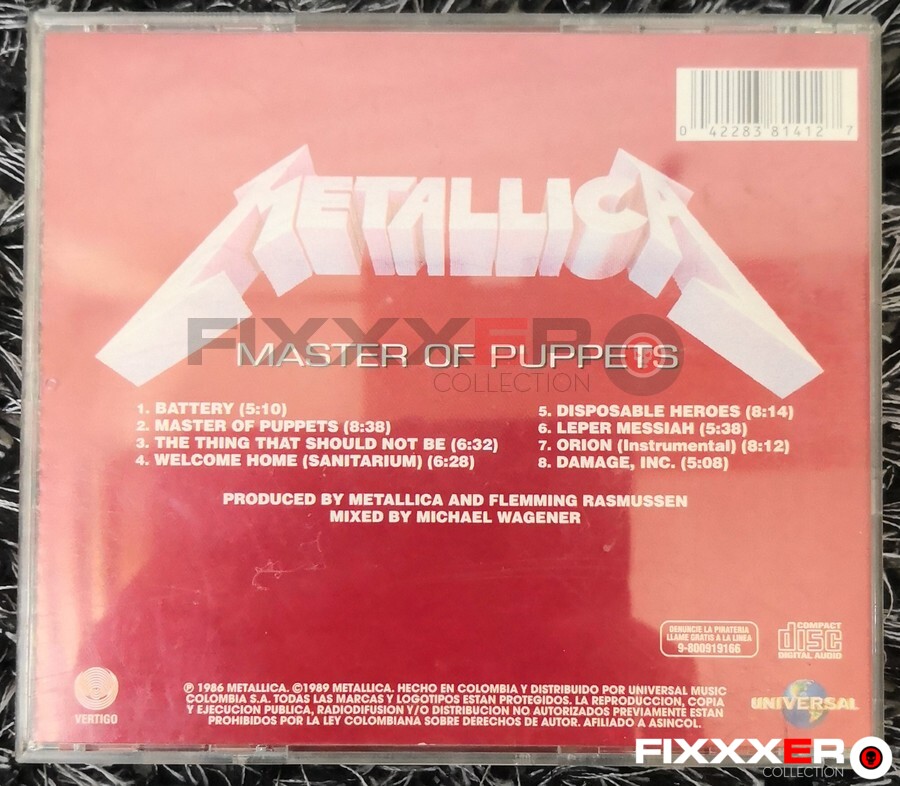 0 42283 81412 7
METALLICA
FIXXXERO
MASTER OF PUPPETS
COLLECTION
1. BATTERY (5:10)
2. MASTER OF PUPPETS (8:38)
3. THE THING THAT SHOULD NOT BE (6:32)
4. WELCOME HOME (SANITARIUM) (6:28)
5. DISPOSABLE HEROES (8:14)
6. LEPER MESSIAH (5:38)
7. ORION (Instrumental) (8:12)
8. DAMAGE, INC. (5:08)
PRODUCED BY METALLICA AND FLEMMING RASMUSSEN
MIXED BY MICHAEL WAGENER
DENUNCIE LA PIRATERIA
LLAME GRATIS A LA LINEA
9-800919166
COMPACT
disc
DIGITAL AUDIO
VERTIGO
℗ 1986 METALLICA. ©1989 METALLICA. HECHO EN COLOMBIA Y DISTRIBUIDO POR UNIVERSAL MUSIC
COLOMBIA S.A. TODAS LAS MARCAS Y LOGOTIPOS ESTAN PROTEGIDOS. LA REPRODUCCION, COPIA
Y EJECUCION PUBLICA, RADIODIFUSION Y/O DISTRIBUCION NO AUTORIZADOS PREVIAMENTE ESTAN
PROHIBIDOS POR LA LEY COLOMBIANA SOBRE DERECHOS DE AUTOR. AFILIADO A ASINCOL.
UNIVERSAL
FIXXXERO
COLLECTION